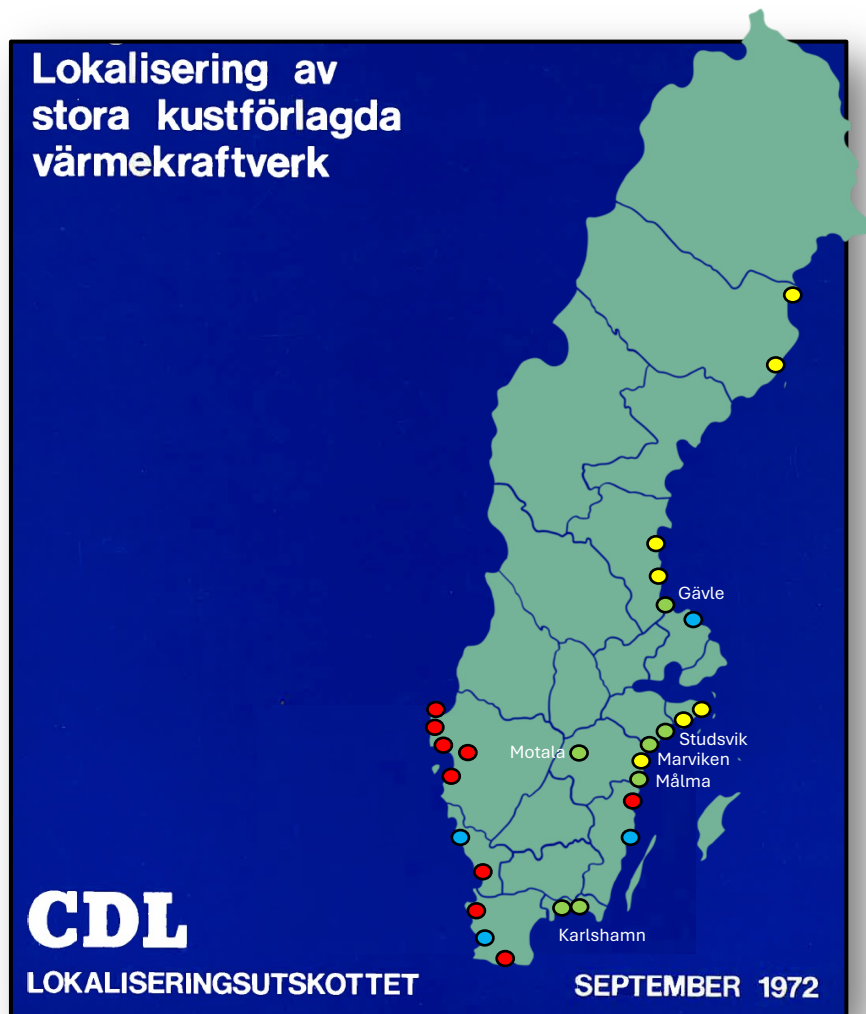 Lokalisering av
stora kustförlagda
värmekraftverk
Gävle
Studsvik
Motala
Marviken
Målma
Karlshamn
CDL
LOKALISERINGSUTSKOTTET
SEPTEMBER 1972